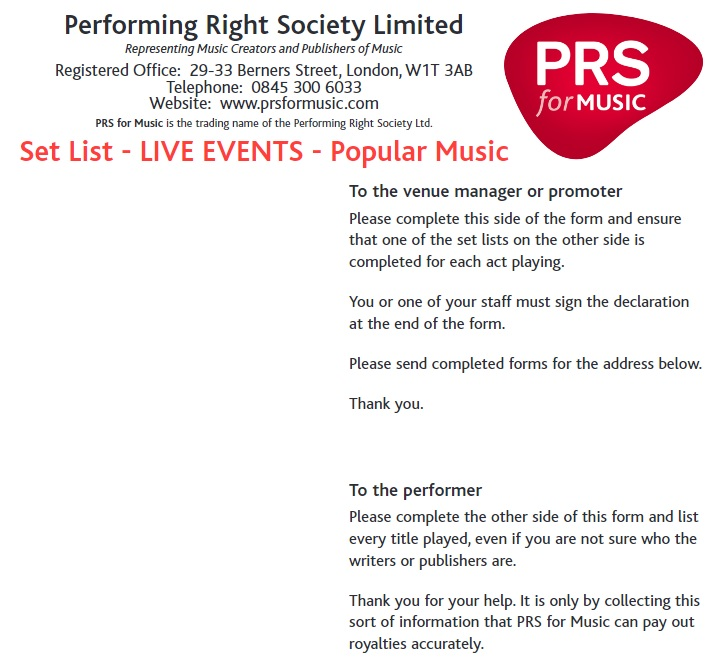 Performing Right Society Limited
Representing Music Creators and Publishers of Music
Registered Office: 29-33 Berners Street, London, W1T 3AB
Telephone: 0845 300 6033
Website: www.prsformusic.com
PRS for Music is the trading name of the Performing Right Society Ltd.
PRS
for MUSIC
Set List - LIVE EVENTS - Popular Music
To the venue manager or promoter
Please complete this side of the form and ensure
that one of the set lists on the other side is
completed for each act playing.
You or one of your staff must sign the declaration
at the end of the form.
Please send completed forms for the address below.
Thank you.
To the performer
Please complete the other side of this form and list
every title played, even if you are not sure who the
writers or publishers are.
Thank you for your help. It is only by collecting this
sort of information that PRS for Music can pay out
royalties accurately.